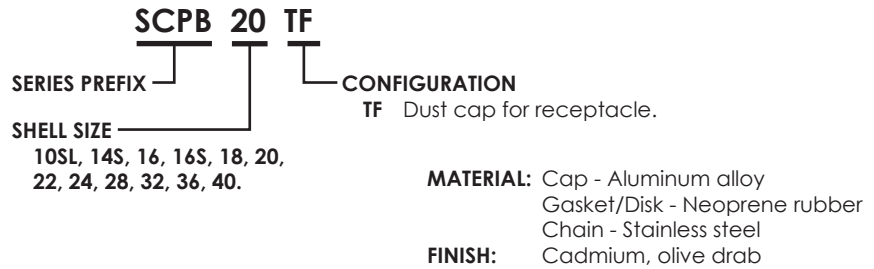 SCPB 20 TF
SERIES PREFIX
CONFIGURATION
TF Dust cap for receptacle.
SHELL SIZE
10SL, 14S, 16, 16S, 18, 20,
22, 24, 28, 32, 36, 40.
MATERIAL: Cap - Aluminum alloy
Gasket/Disk - Neoprene rubber
Chain - Stainless steel
FINISH: Cadmium, olive drab